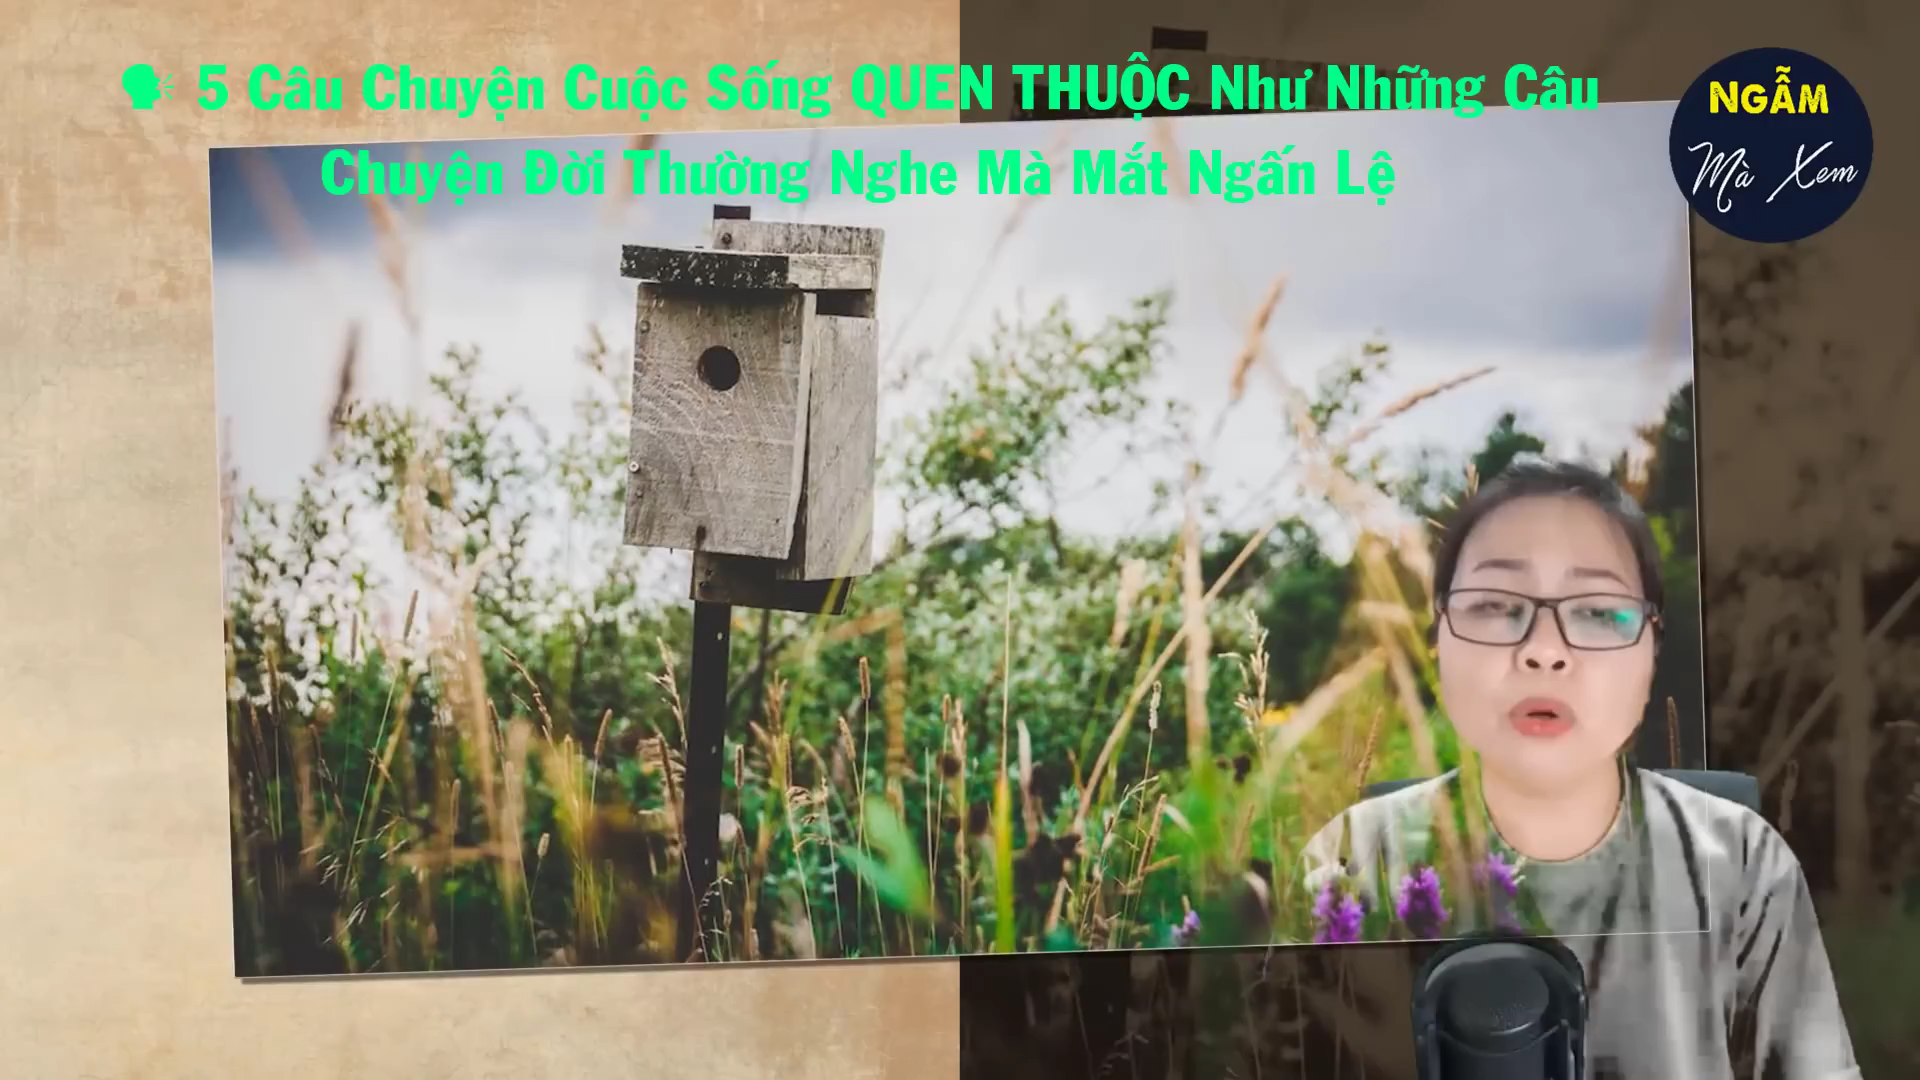 🗣 5 Câu Chuyện Cuộc Sống QUEN THUỘC Như Những Câu
Chuyện Đời Thường Nghe Mà Mắt Ngấn Lệ
NGẪM
Mà Xem